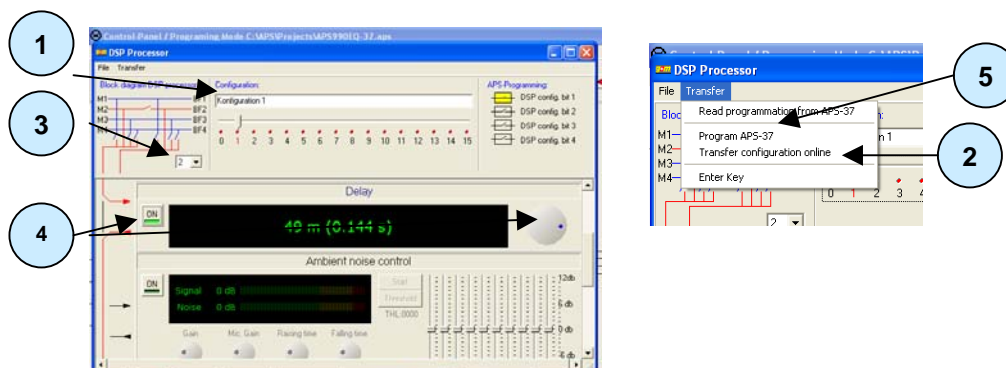 1
3
4
Control-Panel / Programing Mode C:\APS\Projects\APS990\EQ-37.aps
DSP Processor
File Transfer
Block diagram DSP processor
Configuration:
APS-Programming:
Konfiguration 1
M1
BF1
M2
BF2
M3
BF3
M4
BF4
DSP config. bit 1
DSP config. bit 2
DSP config. bit 3
DSP config. bit 4
0 1 2 3 4 5 6 7 8 9 10 11 12 13 14 15
2
Delay
ON
49 m (0.144 s)
Ambient noise control
ON
Signal 0 dB
Noise 0 dB
Start
Threshold
THL:0000
12db
6 db
0 db
-6 db
Gain Mic. Gain Raising time Falling time
5
2
DSP Processor
File Transfer
Read programmation from APS-37
Program APS-37
Transfer configuration online
Enter Key
M1
M2
M3
M4
n 1
0 1 2 3
2